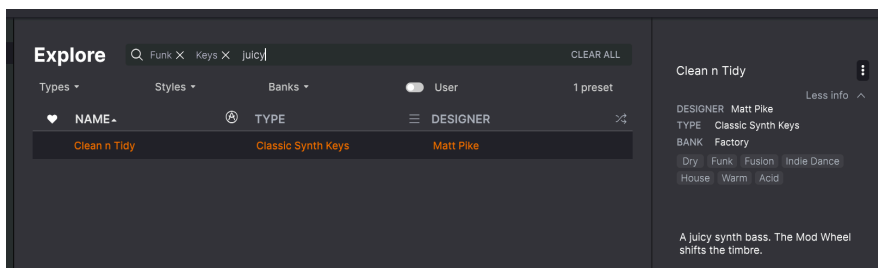 Explore
Funk X Keys X juicy CLEAR ALL
Types Styles Banks User 1 preset
NAME TYPE DESIGNER
Clean n Tidy Classic Synth Keys Matt Pike
Clean n Tidy
Less info
DESIGNER Matt Pike
TYPE Classic Synth Keys
BANK Factory
Dry Funk Fusion Indie Dance
House Warm Acid
A juicy synth bass. The Mod Wheel
shifts the timbre.